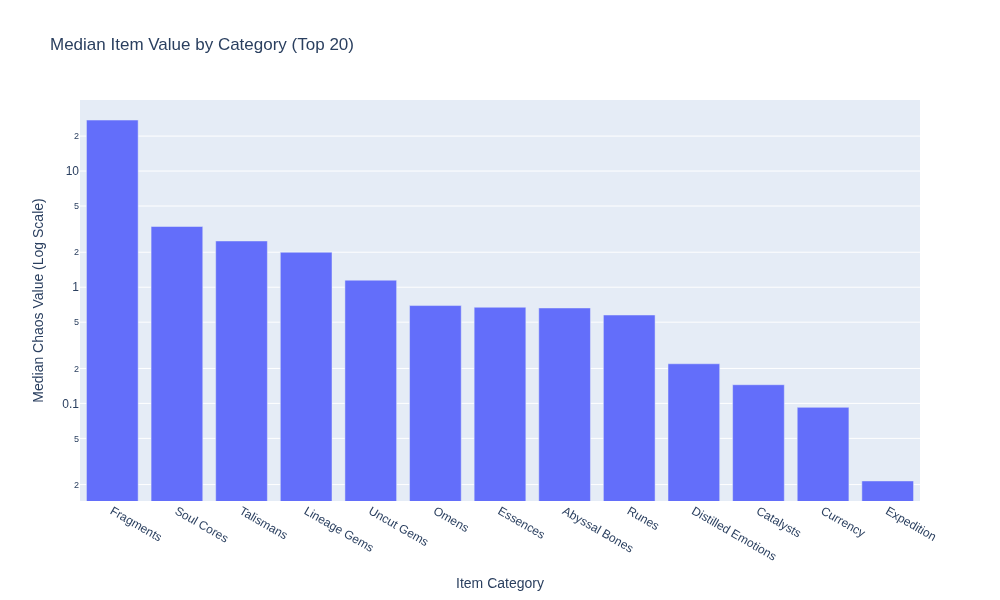 Median Item Value by Category (Top 20)
Median Chaos Value (Log Scale)
2
10
5
2
1
5
2
0.1
5
2
Fragments
Soul Cores
Talismans
Lineage Gems
Uncut Gems
Omens
Essences
Abyssal Bones
Runes
Distilled Emotions
Catalysts
Currency
Expedition
Item Category